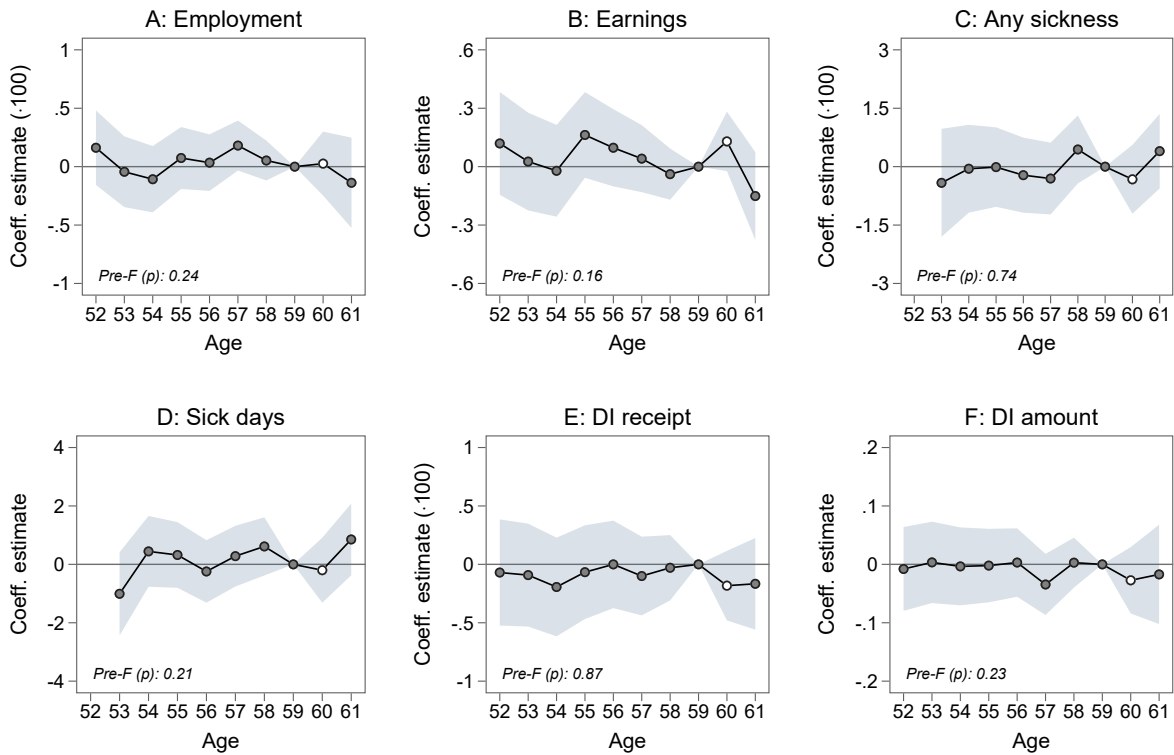 A: Employment
Coeff. estimate (·100)
1
.5
0
-.5
-1
Pre-F (p): 0.24
52 53 54 55 56 57 58 59 60 61
Age
B: Earnings
Coeff. estimate
.6
.3
0
-.3
-.6
Pre-F (p): 0.16
52 53 54 55 56 57 58 59 60 61
Age
C: Any sickness
Coeff. estimate (·100)
3
1.5
0
-1.5
-3
Pre-F (p): 0.74
52 53 54 55 56 57 58 59 60 61
Age
D: Sick days
Coeff. estimate
4
2
0
-2
-4
Pre-F (p): 0.21
52 53 54 55 56 57 58 59 60 61
Age
E: DI receipt
Coeff. estimate (·100)
1
.5
0
-.5
-1
Pre-F (p): 0.87
52 53 54 55 56 57 58 59 60 61
Age
F: DI amount
Coeff. estimate
.2
.1
0
-.1
-.2
Pre-F (p): 0.23
52 53 54 55 56 57 58 59 60 61
Age